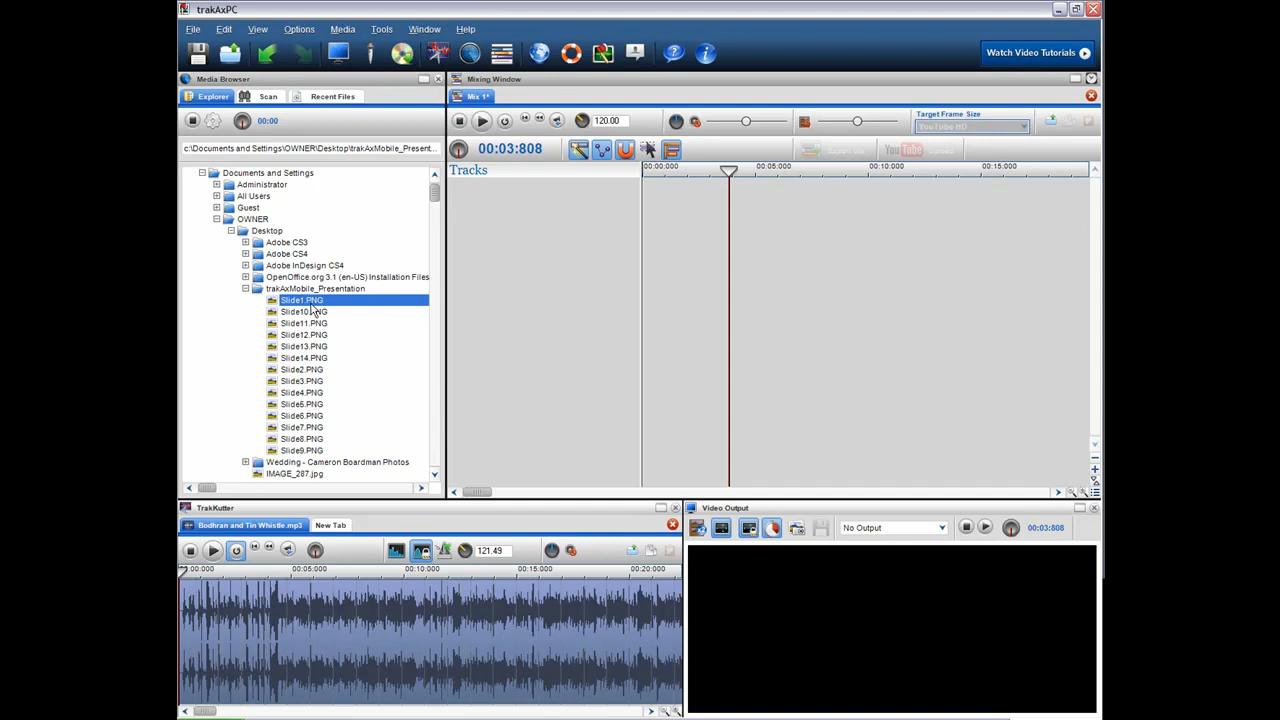 trakAxPC
File Edit View Options Media Tools Window Help
Watch Video Tutorials
Media Browser
Explorer Scan Recent Files
00:00
c:\Documents and Settings\OWNER\Desktop\trakAxMobile_Present...
Documents and Settings
Administrator
All Users
Guest
OWNER
Desktop
Adobe CS3
Adobe CS4
Adobe InDesign CS4
OpenOffice.org 3.1 (en-US) Installation Files
trakAxMobile_Presentation
Slide1.PNG
Slide10.PNG
Slide11.PNG
Slide12.PNG
Slide13.PNG
Slide14.PNG
Slide2.PNG
Slide3.PNG
Slide4.PNG
Slide5.PNG
Slide6.PNG
Slide7.PNG
Slide8.PNG
Slide9.PNG
Wedding - Cameron Boardman Photos
IMAGE_287.jpg
Mixing Window
Mix 1*
120.00
Target Frame Size
YouTube HD
00:03:808
YouTube
Tracks
00:00:000 00:05:000 00:10:000 00:15:000
TrakKutter
Bodhran and Tin Whistle.mp3 New Tab
121.49
00:00:000 00:05:000 00:10:000 00:15:000 00:20:000
Video Output
No Output
00:03:808